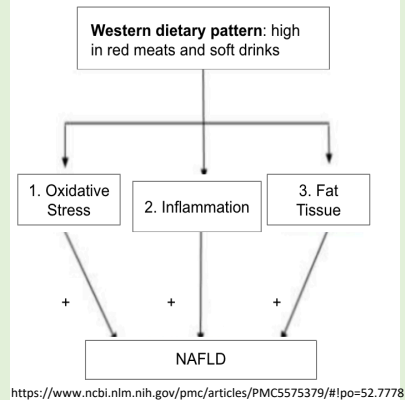 Western dietary pattern: high
in red meats and soft drinks
1. Oxidative
Stress
2. Inflammation
3. Fat
Tissue
+
+
+
NAFLD
https://www.ncbi.nlm.nih.gov/pmc/articles/PMC5575379/#!po=52.7778